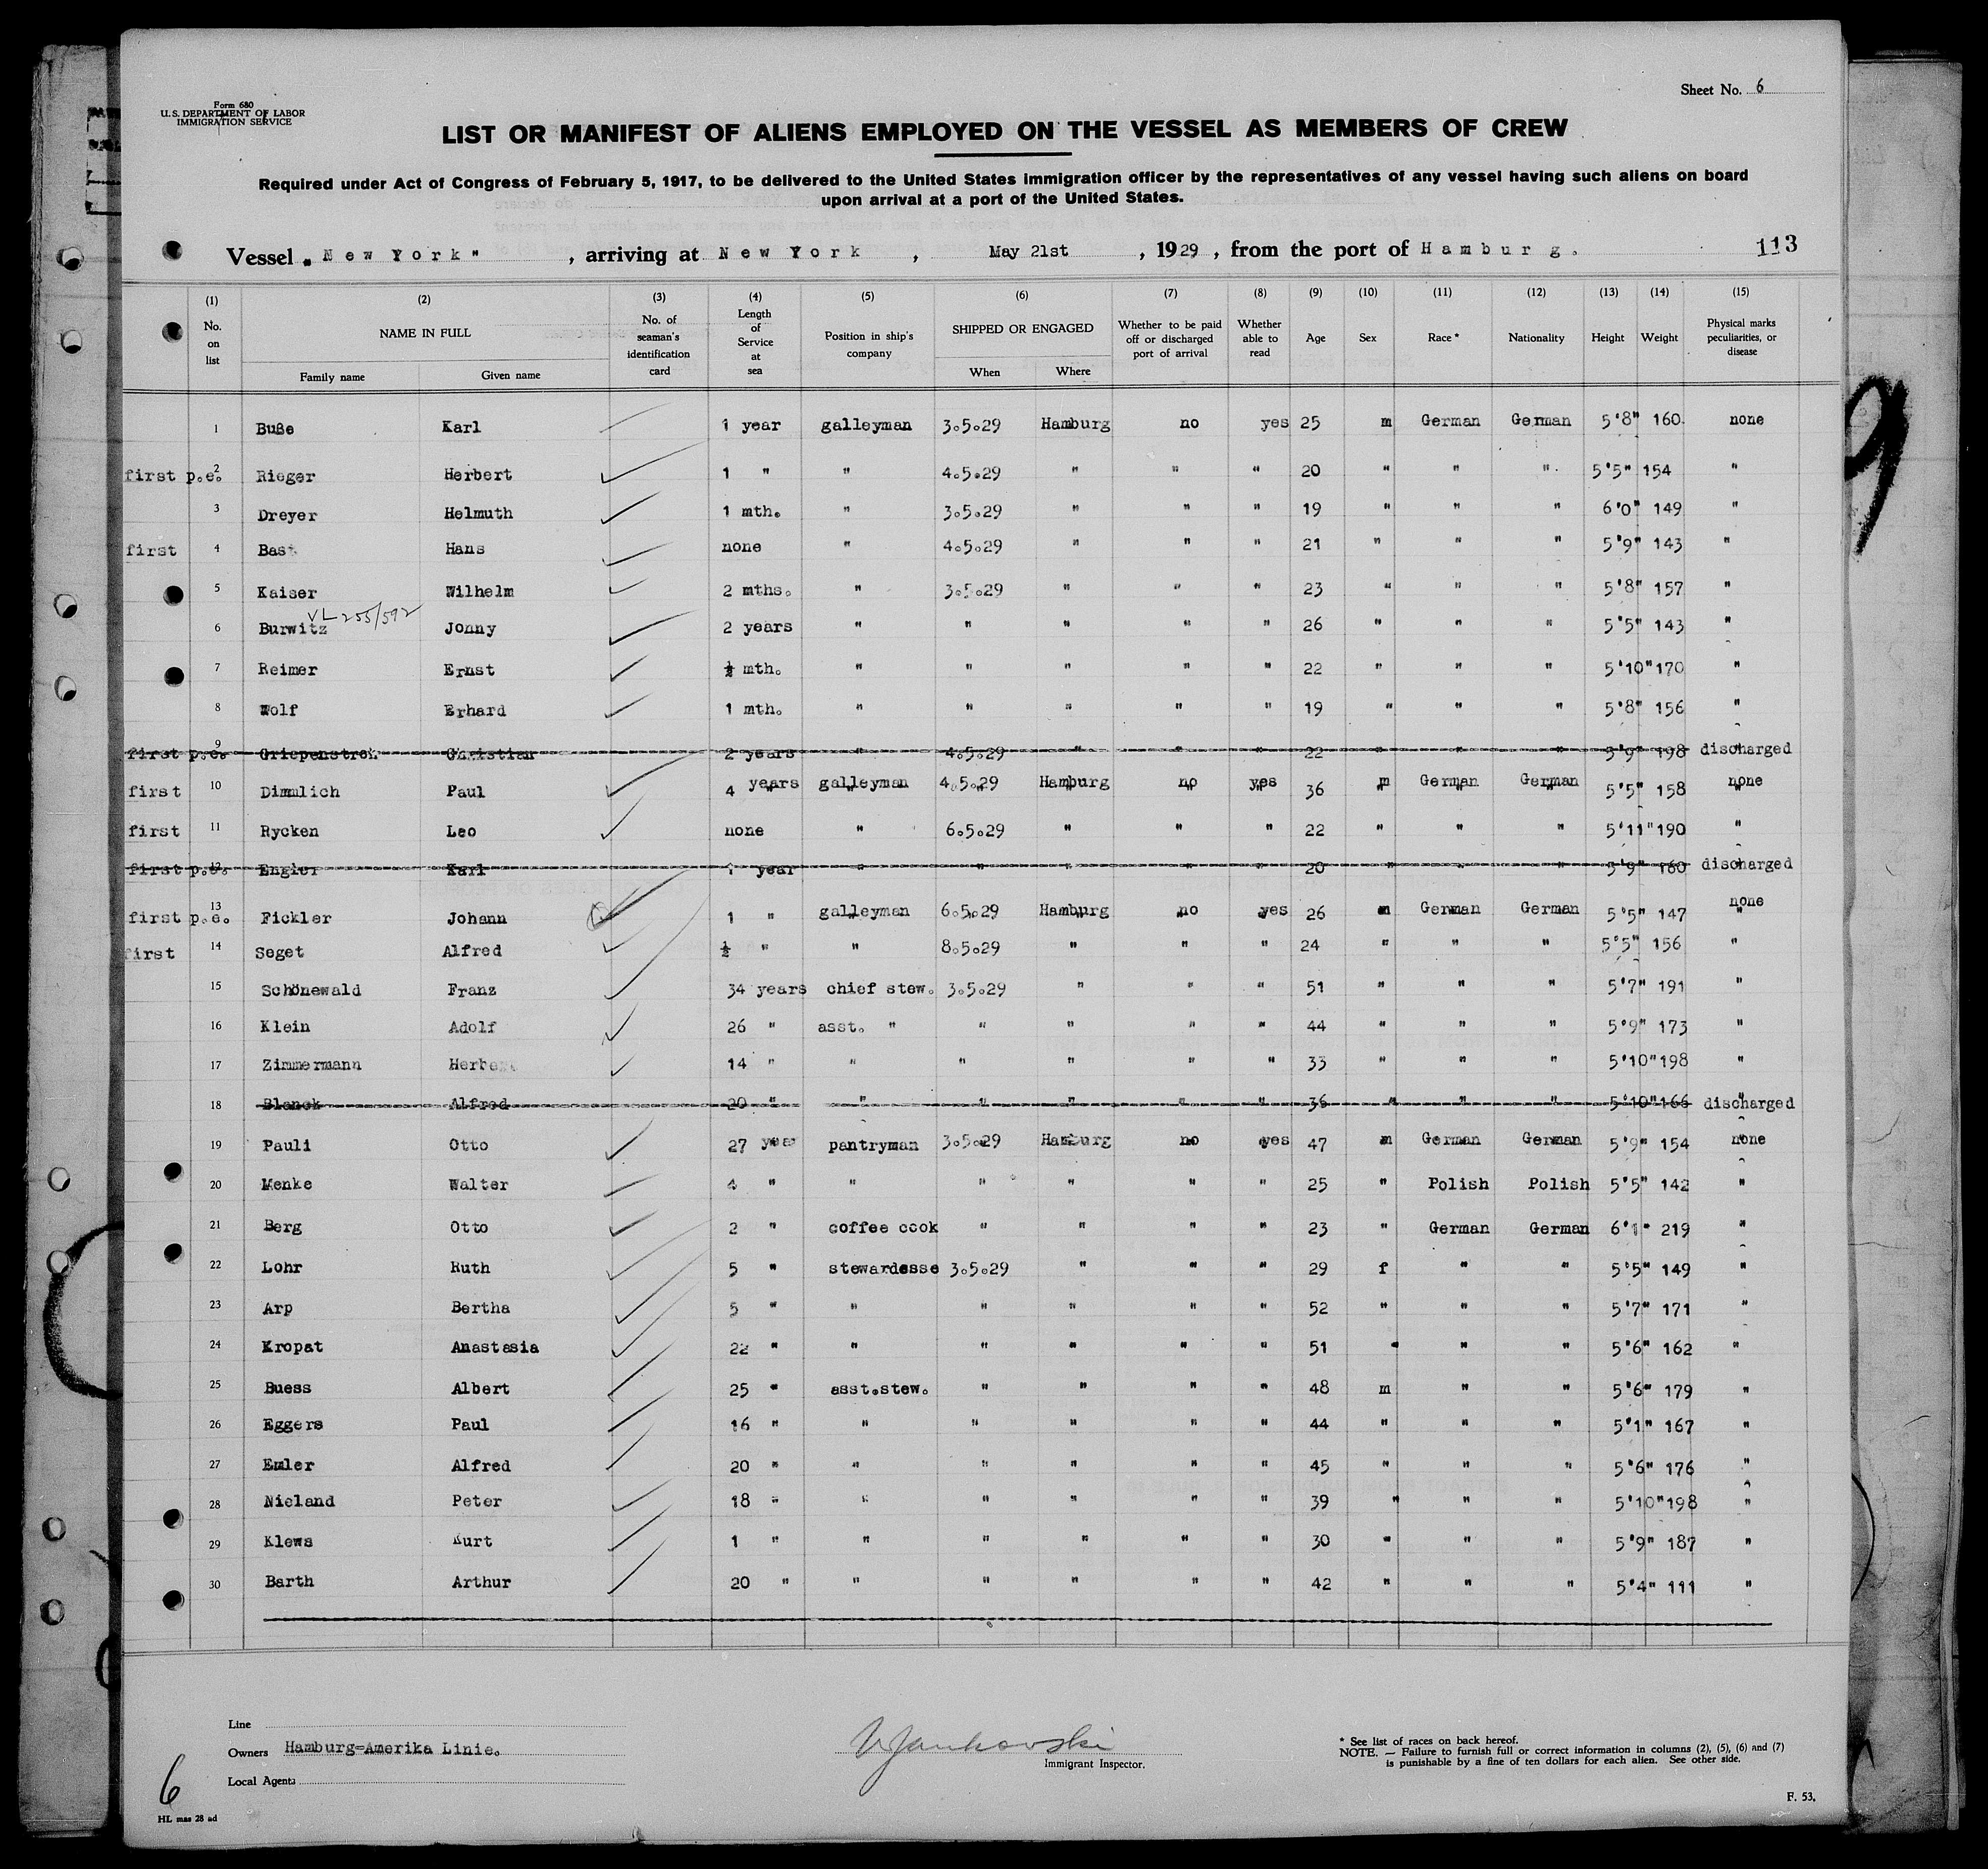 Sheet No. 6
Form 680
U.S. DEPARTMENT OF LABOR
IMMIGRATION SERVICE
LIST OR MANIFEST OF ALIENS EMPLOYED ON THE VESSEL AS MEMBERS OF CREW
Required under Act of Congress of February 5, 1917, to be delivered to the United States immigration officer by the representatives of any vessel having such aliens on board
upon arrival at a port of the United States.
Vessel "New York", arriving at New York, May 21st, 1929, from the port of Hamburg. 113
(1) (2) (3) (4) (5) (6) (7) (8) (9) (10) (11) (12) (13) (14) (15)
No. on list NAME IN FULL Family name Given name No. of seaman's identification card Length of Service at sea Position in ship's company SHIPPED OR ENGAGED When Where Whether to be paid off or discharged port of arrival Whether able to read Age Sex Race* Nationality Height Weight Physical marks peculiarities, or disease
1 Buße Karl 1 year galleyman 3.5.29 Hamburg no yes 25 m German German 5'8" 160 none
first p.e. 2 Rieger Herbert 1 " " 4.5.29 " " " 20 " " " 5'5" 154 "
3 Dreyer Helmuth 1 mth. " 3.5.29 " " " 19 " " " 6'0" 149 "
first 4 Bast Hans none " 4.5.29 " " " 21 " " " 5'9" 143 "
5 Kaiser Wilhelm 2 mths. " 3.5.29 " " " 23 " " " 5'8" 157 "
VL 255/592
6 Burwitz Jonny 2 years " " " " " 26 " " " 5'5" 143 "
7 Reimer Ernst ½ mth. " " " " " 22 " " " 5'10" 170 "
8 Wolf Erhard 1 mth. " " " " " 19 " " " 5'8" 156 "
first p.e. 9 Griepenstroh Christian 2 years " 4.5.29 " " " 22 " " " 5'9" 198 discharged
first 10 Dimmlich Paul 4 years galleyman 4.5.29 Hamburg no yes 36 m German German 5'5" 158 none
first 11 Rycken Leo none " 6.5.29 " " " 22 " " " 5'11" 190 "
first p.e. 12 Engler Karl 1 year " " " " " 20 " " " 5'9" 160 discharged
first p.e. 13 Fickler Johann 1 " galleyman 6.5.29 Hamburg no yes 26 m German German 5'5" 147 none
first 14 Seget Alfred ½ " " 8.5.29 " " " 24 " " " 5'5" 156 "
15 Schönewald Franz 34 years chief stew. 3.5.29 " " " 51 " " " 5'7" 191 "
16 Klein Adolf 26 " asst. " " " " " 44 " " " 5'9" 173 "
17 Zimmermann Herbert 14 " " " " " " 33 " " " 5'10" 198 "
18 Blanck Alfred 20 " " " " " " 36 " " " 5'10" 166 discharged
19 Pauli Otto 27 year pantryman 3.5.29 Hamburg no yes 47 m German German 5'9" 154 none
20 Menke Walter 4 " " " " " " 25 " Polish Polish 5'5" 142 "
21 Berg Otto 2 " coffee cook " " " " 23 " German German 6'1" 219 "
22 Lohr Ruth 5 " stewardesse 3.5.29 " " " 29 f " " 5'5" 149 "
23 Arp Bertha 5 " " " " " " 52 " " " 5'7" 171 "
24 Kropat Anastasia 22 " " " " " " 51 " " " 5'6" 162 "
25 Buess Albert 25 " asst.stew. " " " " 48 m " " 5'6" 179 "
26 Eggers Paul 16 " " " " " " 44 " " " 5'1" 167 "
27 Emler Alfred 20 " " " " " " 45 " " " 5'6" 176 "
28 Nieland Peter 18 " " " " " " 39 " " " 5'10" 198 "
29 Klews Kurt 1 " " " " " " 30 " " " 5'9" 187 "
30 Barth Arthur 20 " " " " " " 42 " " " 5'4" 111 "
Line
Owners Hamburg=Amerika Linie.
Local Agents
Immigrant Inspector.
* See list of races on back hereof.
NOTE. — Failure to furnish full or correct information in columns (2), (5), (6) and (7)
is punishable by a fine of ten dollars for each alien. See other side.
6
HL mas 28 ad
F. 53.
9